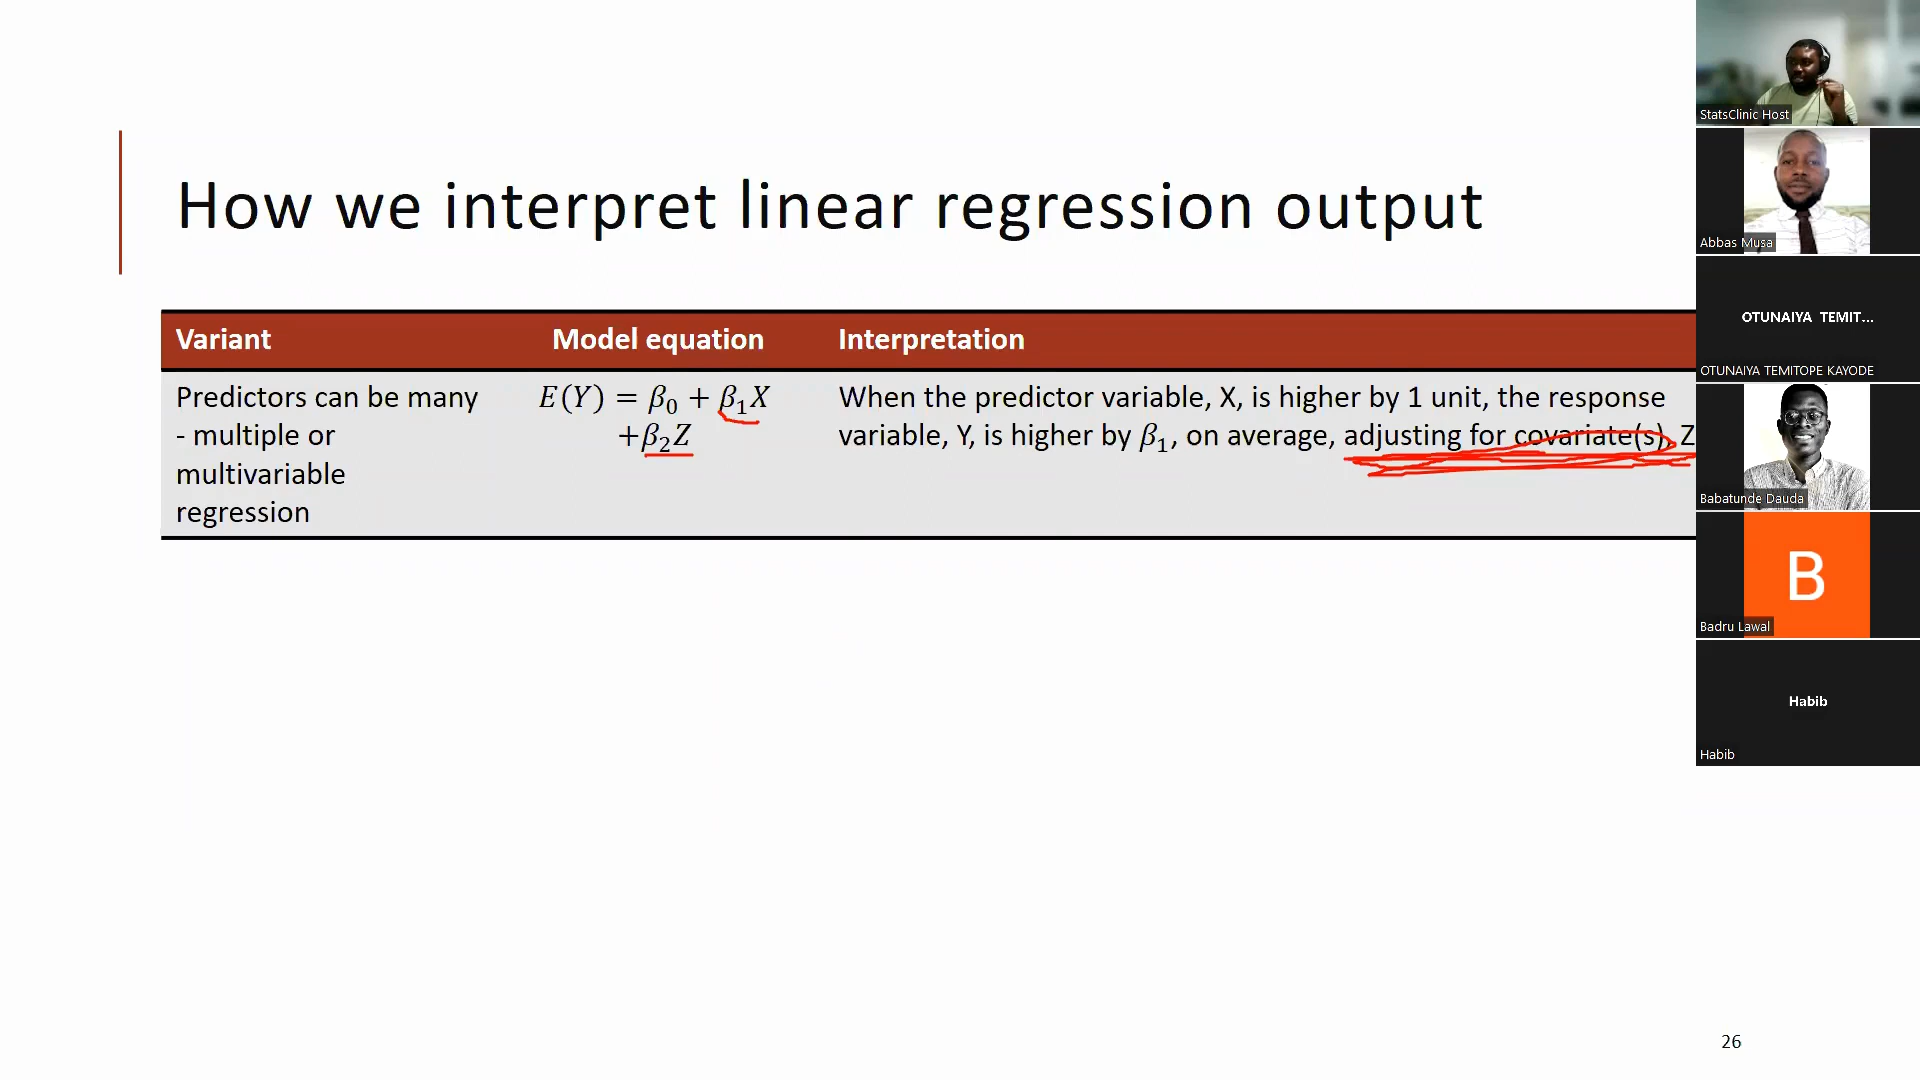 How we interpret linear regression output
Variant Model equation Interpretation
Predictors can be many
- multiple or
multivariable
regression
E(Y) = β₀ + β₁X
+β₂Z
When the predictor variable, X, is higher by 1 unit, the response
variable, Y, is higher by β₁, on average, adjusting for covariate(s), Z
26
StatsClinic Host
Abbas Musa
OTUNAIYA TEMIT...
OTUNAIYA TEMITOPE KAYODE
Babatunde Dauda
B
Badru Lawal
Habib
Habib